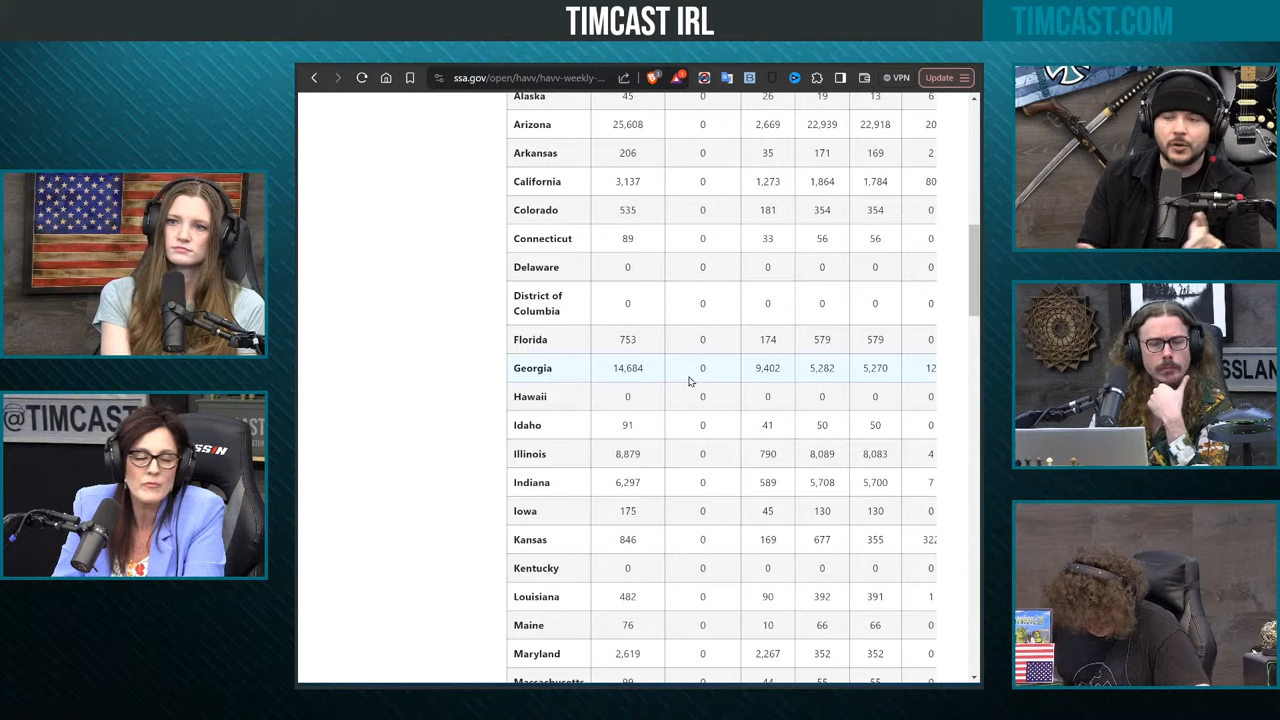 TIMCAST IRL
TIMCAST.COM
ssa.gov/open/havv/havv-weekly-...
VPN
Update
Alaska 45 0 26 19 13 6
Arizona 25,608 0 2,669 22,939 22,918 20
Arkansas 206 0 35 171 169 2
California 3,137 0 1,273 1,864 1,784 80
Colorado 535 0 181 354 354 0
Connecticut 89 0 33 56 56 0
Delaware 0 0 0 0 0 0
District of
Columbia 0 0 0 0 0 0
Florida 753 0 174 579 579 0
Georgia 14,684 0 9,402 5,282 5,270 12
Hawaii 0 0 0 0 0 0
Idaho 91 0 41 50 50 0
Illinois 8,879 0 790 8,089 8,083 4
Indiana 6,297 0 589 5,708 5,700 7
Iowa 175 0 45 130 130 0
Kansas 846 0 169 677 355 322
Kentucky 0 0 0 0 0 0
Louisiana 482 0 90 392 391 1
Maine 76 0 10 66 66 0
Maryland 2,619 0 2,267 352 352 0
Massachusetts 99 0 44 55 55 0
@TIMCAST